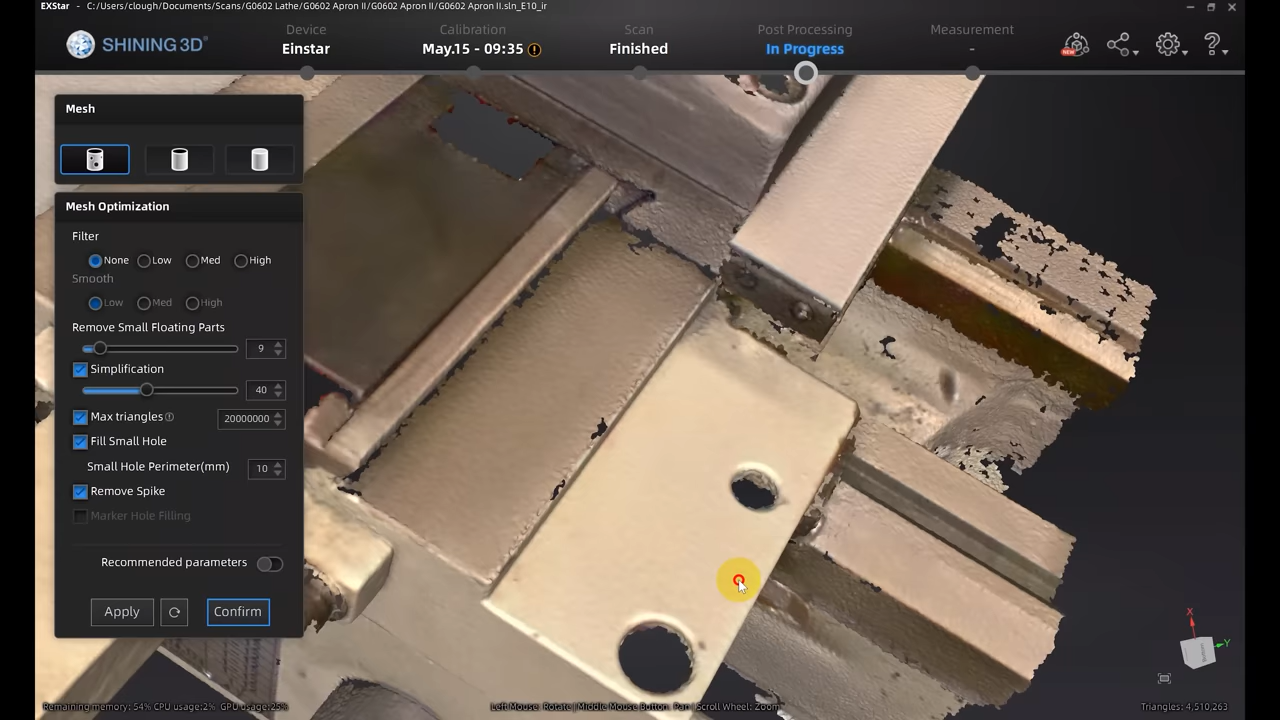 EXStar - C:/Users/clough/Documents/Scans/G0602 Lathe/G0602 Apron II/G0602 Apron II/G0602 Apron II.sln_E10_ir
SHINING 3D
Device
Einstar
Calibration
May.15 - 09:35
Scan
Finished
Post Processing
In Progress
Measurement
-
NEW
Mesh
Mesh Optimization
Filter
None Low Med High
Smooth
Low Med High
Remove Small Floating Parts
9
Simplification
40
Max triangles 20000000
Fill Small Hole
Small Hole Perimeter(mm) 10
Remove Spike
Marker Hole Filling
Recommended parameters
Apply Confirm
X
Y
Remaining memory: 54% CPU usage:2% GPU usage:25%
Left Mouse: Rotate | Middle Mouse Button: Pan | Scroll Wheel: Zoom
Triangles: 4,510,263